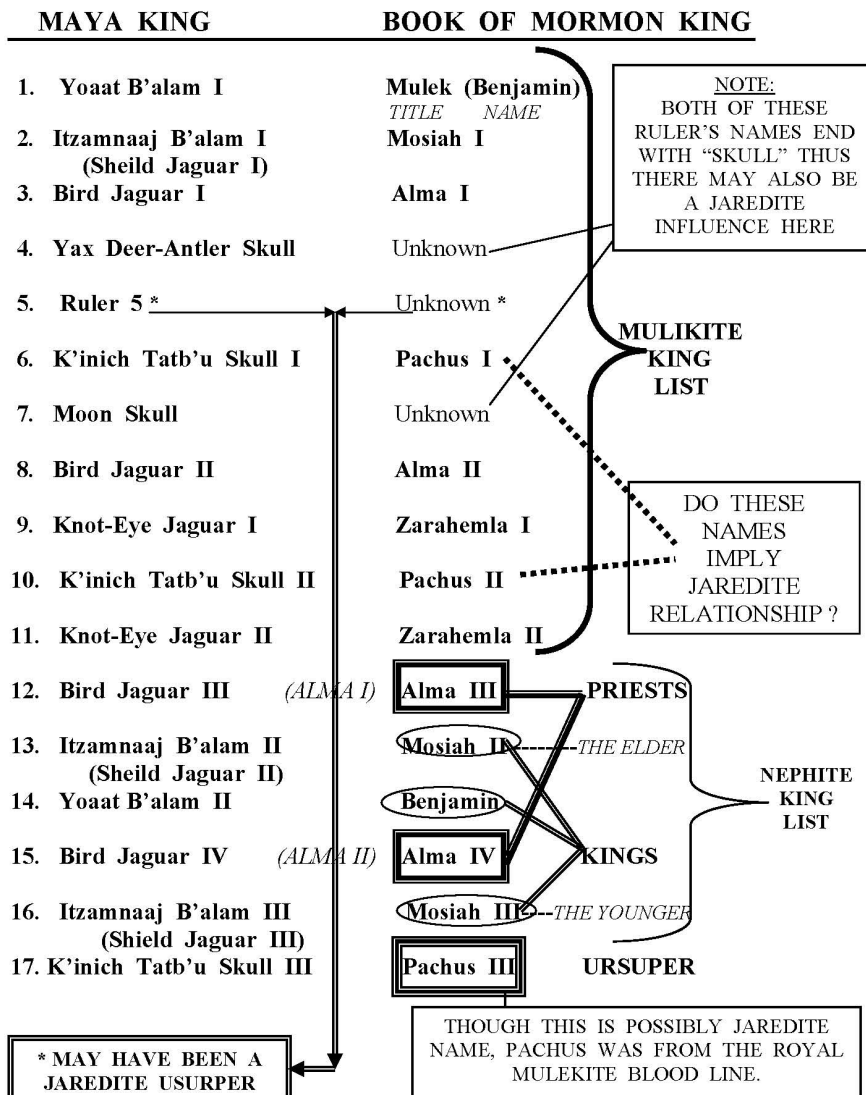 MAYA KING BOOK OF MORMON KING
1. Yoaat B'alam I Mulek (Benjamin)
TITLE NAME
2. Itzamnaaj B'alam I Mosiah I
(Sheild Jaguar I)
3. Bird Jaguar I Alma I
4. Yax Deer-Antler Skull Unknown
5. Ruler 5 * Unknown *
6. K'inich Tatb'u Skull I Pachus I
7. Moon Skull Unknown
8. Bird Jaguar II Alma II
9. Knot-Eye Jaguar I Zarahemla I
10. K'inich Tatb'u Skull II Pachus II
11. Knot-Eye Jaguar II Zarahemla II
12. Bird Jaguar III (ALMA I) Alma III PRIESTS
13. Itzamnaaj B'alam II Mosiah II THE ELDER
(Sheild Jaguar II)
14. Yoaat B'alam II Benjamin
15. Bird Jaguar IV (ALMA II) Alma IV KINGS
16. Itzamnaaj B'alam III Mosiah III THE YOUNGER
(Shield Jaguar III)
17. K'inich Tatb'u Skull III Pachus III URSUPER
NOTE:
BOTH OF THESE
RULER'S NAMES END
WITH “SKULL” THUS
THERE MAY ALSO BE
A JAREDITE
INFLUENCE HERE
MULIKITE
KING
LIST
DO THESE
NAMES
IMPLY
JAREDITE
RELATIONSHIP ?
NEPHITE
KING
LIST
* MAY HAVE BEEN A
JAREDITE USURPER
THOUGH THIS IS POSSIBLY JAREDITE
NAME, PACHUS WAS FROM THE ROYAL
MULEKITE BLOOD LINE.